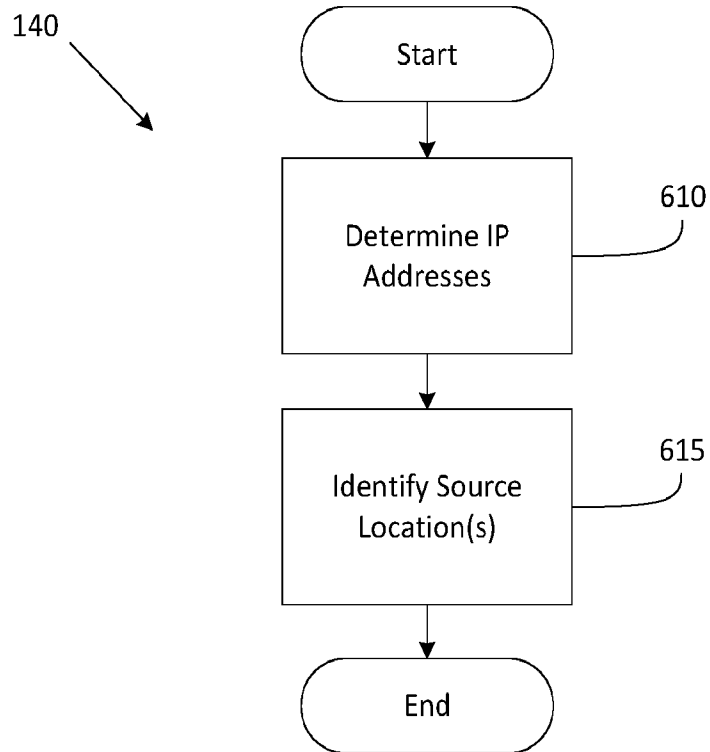 140
Start
610
Determine IP
Addresses
615
Identify Source
Location(s)
End